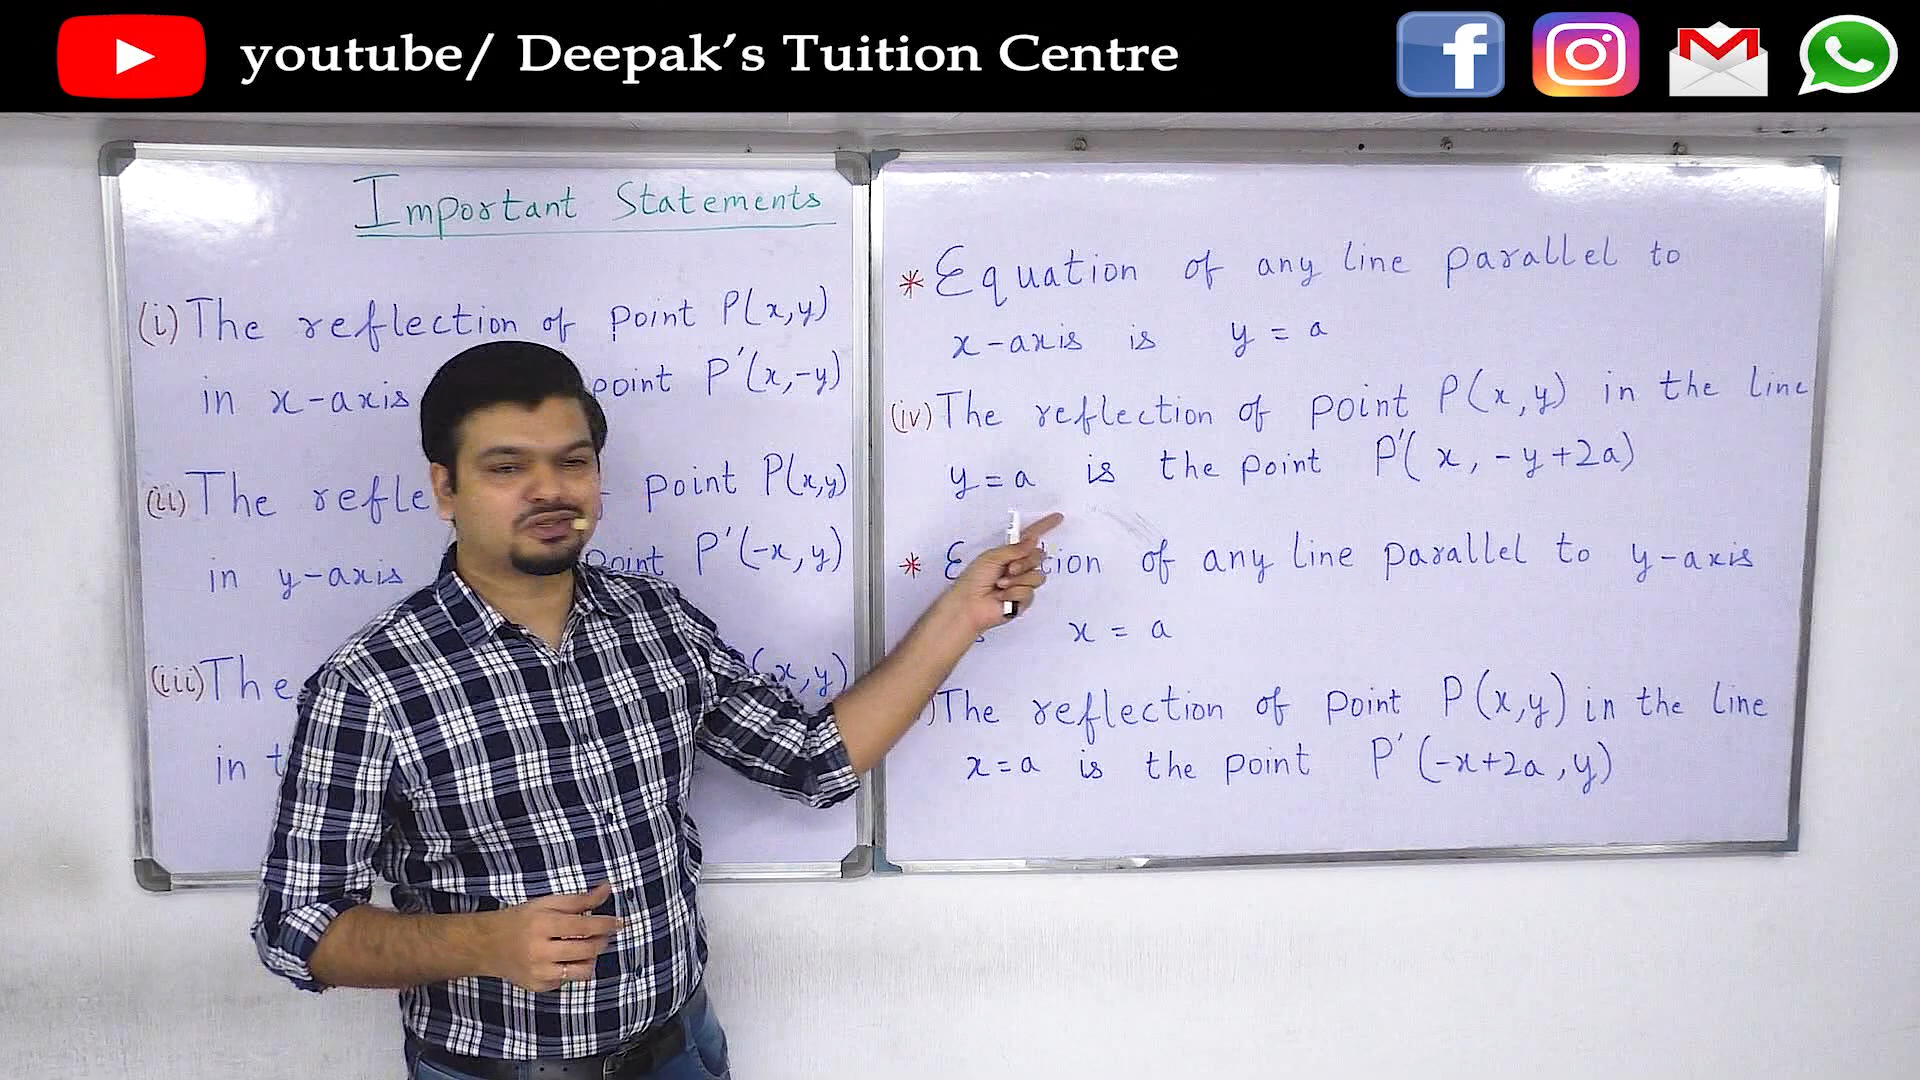 youtube/ Deepak’s Tuition Centre
Important Statements
(i) The reflection of point P(x,y)
in x-axis point P'(x,-y)
(ii) The point P(x,y)
in y-axis point P'(-x, y)
(iii) The (x,y)
in
* Equation of any line parallel to
x-axis is y = a
(iv) The reflection of point P(x,y) in the line
y = a is the point P'(x, -y+2a)
* of any line parallel to y-axis
x = a
The reflection of point P(x,y) in the line
x=a is the point P'(-x+2a, y)